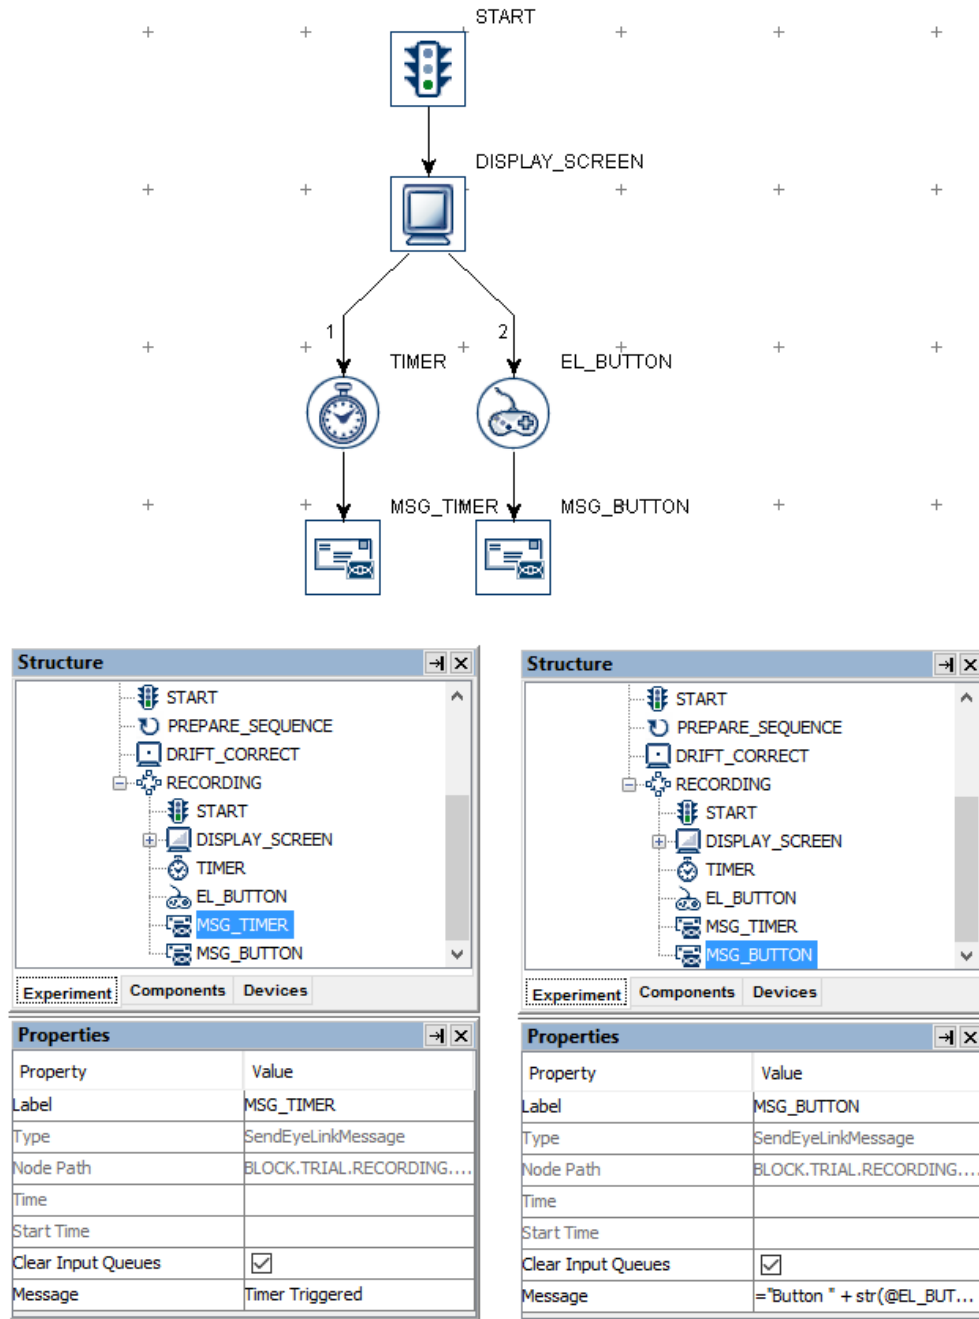 START
DISPLAY_SCREEN
1
2
TIMER
EL_BUTTON
MSG_TIMER
MSG_BUTTON
Structure
START
PREPARE_SEQUENCE
DRIFT_CORRECT
RECORDING
START
DISPLAY_SCREEN
TIMER
EL_BUTTON
MSG_TIMER
MSG_BUTTON
Experiment Components Devices
Properties
Property Value
Label MSG_TIMER
Type SendEyeLinkMessage
Node Path BLOCK.TRIAL.RECORDING....
Time
Start Time
Clear Input Queues
Message Timer Triggered
Structure
START
PREPARE_SEQUENCE
DRIFT_CORRECT
RECORDING
START
DISPLAY_SCREEN
TIMER
EL_BUTTON
MSG_TIMER
MSG_BUTTON
Experiment Components Devices
Properties
Property Value
Label MSG_BUTTON
Type SendEyeLinkMessage
Node Path BLOCK.TRIAL.RECORDING....
Time
Start Time
Clear Input Queues
Message ="Button " + str(@EL_BUT...